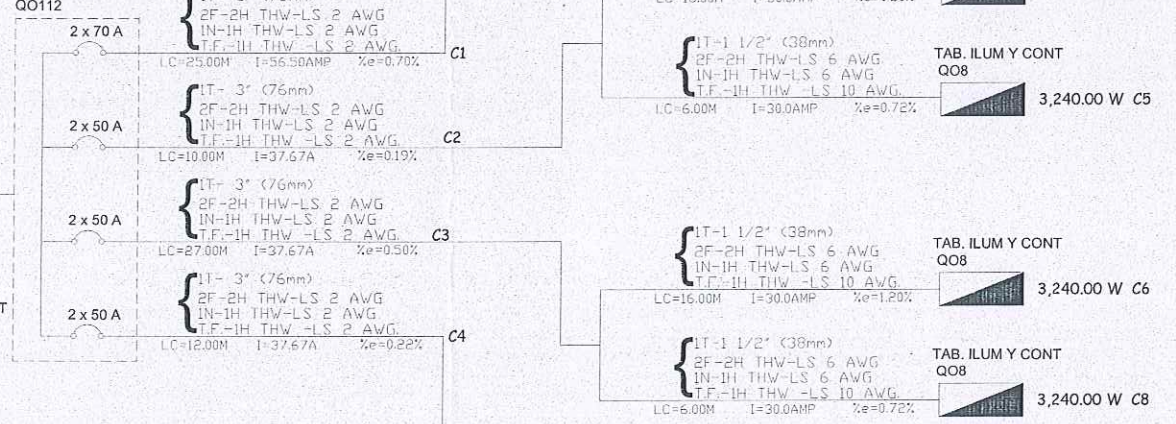 QO112
2F-2H THW-LS 2 AWG
1N-1H THW-LS 2 AWG
T.F.-1H THW -LS 2 AWG.
2 x 70 A
LC=25.00M I=56.50AMP %e=0.70%
C1
1T- 3" (76mm)
2F-2H THW-LS 2 AWG
1N-1H THW-LS 2 AWG
T.F.-1H THW -LS 2 AWG.
2 x 50 A
LC=10.00M I=37.67A %e=0.19%
C2
1T- 3" (76mm)
2F-2H THW-LS 2 AWG
1N-1H THW-LS 2 AWG
T.F.-1H THW -LS 2 AWG.
2 x 50 A
LC=27.00M I=37.67A %e=0.50%
C3
1T- 3" (76mm)
2F-2H THW-LS 2 AWG
1N-1H THW-LS 2 AWG
T.F.-1H THW -LS 2 AWG.
2 x 50 A
LC=12.00M I=37.67A %e=0.22%
C4
T
1T-1 1/2" (38mm)
2F-2H THW-LS 6 AWG
1N-1H THW-LS 6 AWG
T.F.-1H THW -LS 10 AWG.
LC=6.00M I=30.0AMP %e=0.72%
TAB. ILUM Y CONT
QO8
3,240.00 W C5
1T-1 1/2" (38mm)
2F-2H THW-LS 6 AWG
1N-1H THW-LS 6 AWG
T.F.-1H THW -LS 10 AWG.
LC=16.00M I=30.0AMP %e=1.20%
TAB. ILUM Y CONT
QO8
3,240.00 W C6
1T-1 1/2" (38mm)
2F-2H THW-LS 6 AWG
1N-1H THW-LS 6 AWG
T.F.-1H THW -LS 10 AWG.
LC=6.00M I=30.0AMP %e=0.72%
TAB. ILUM Y CONT
QO8
3,240.00 W C8